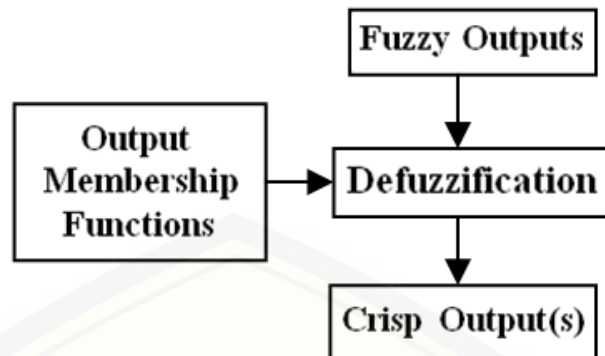 Fuzzy Outputs
Output
Membership
Functions
Defuzzification
Crisp Output(s)